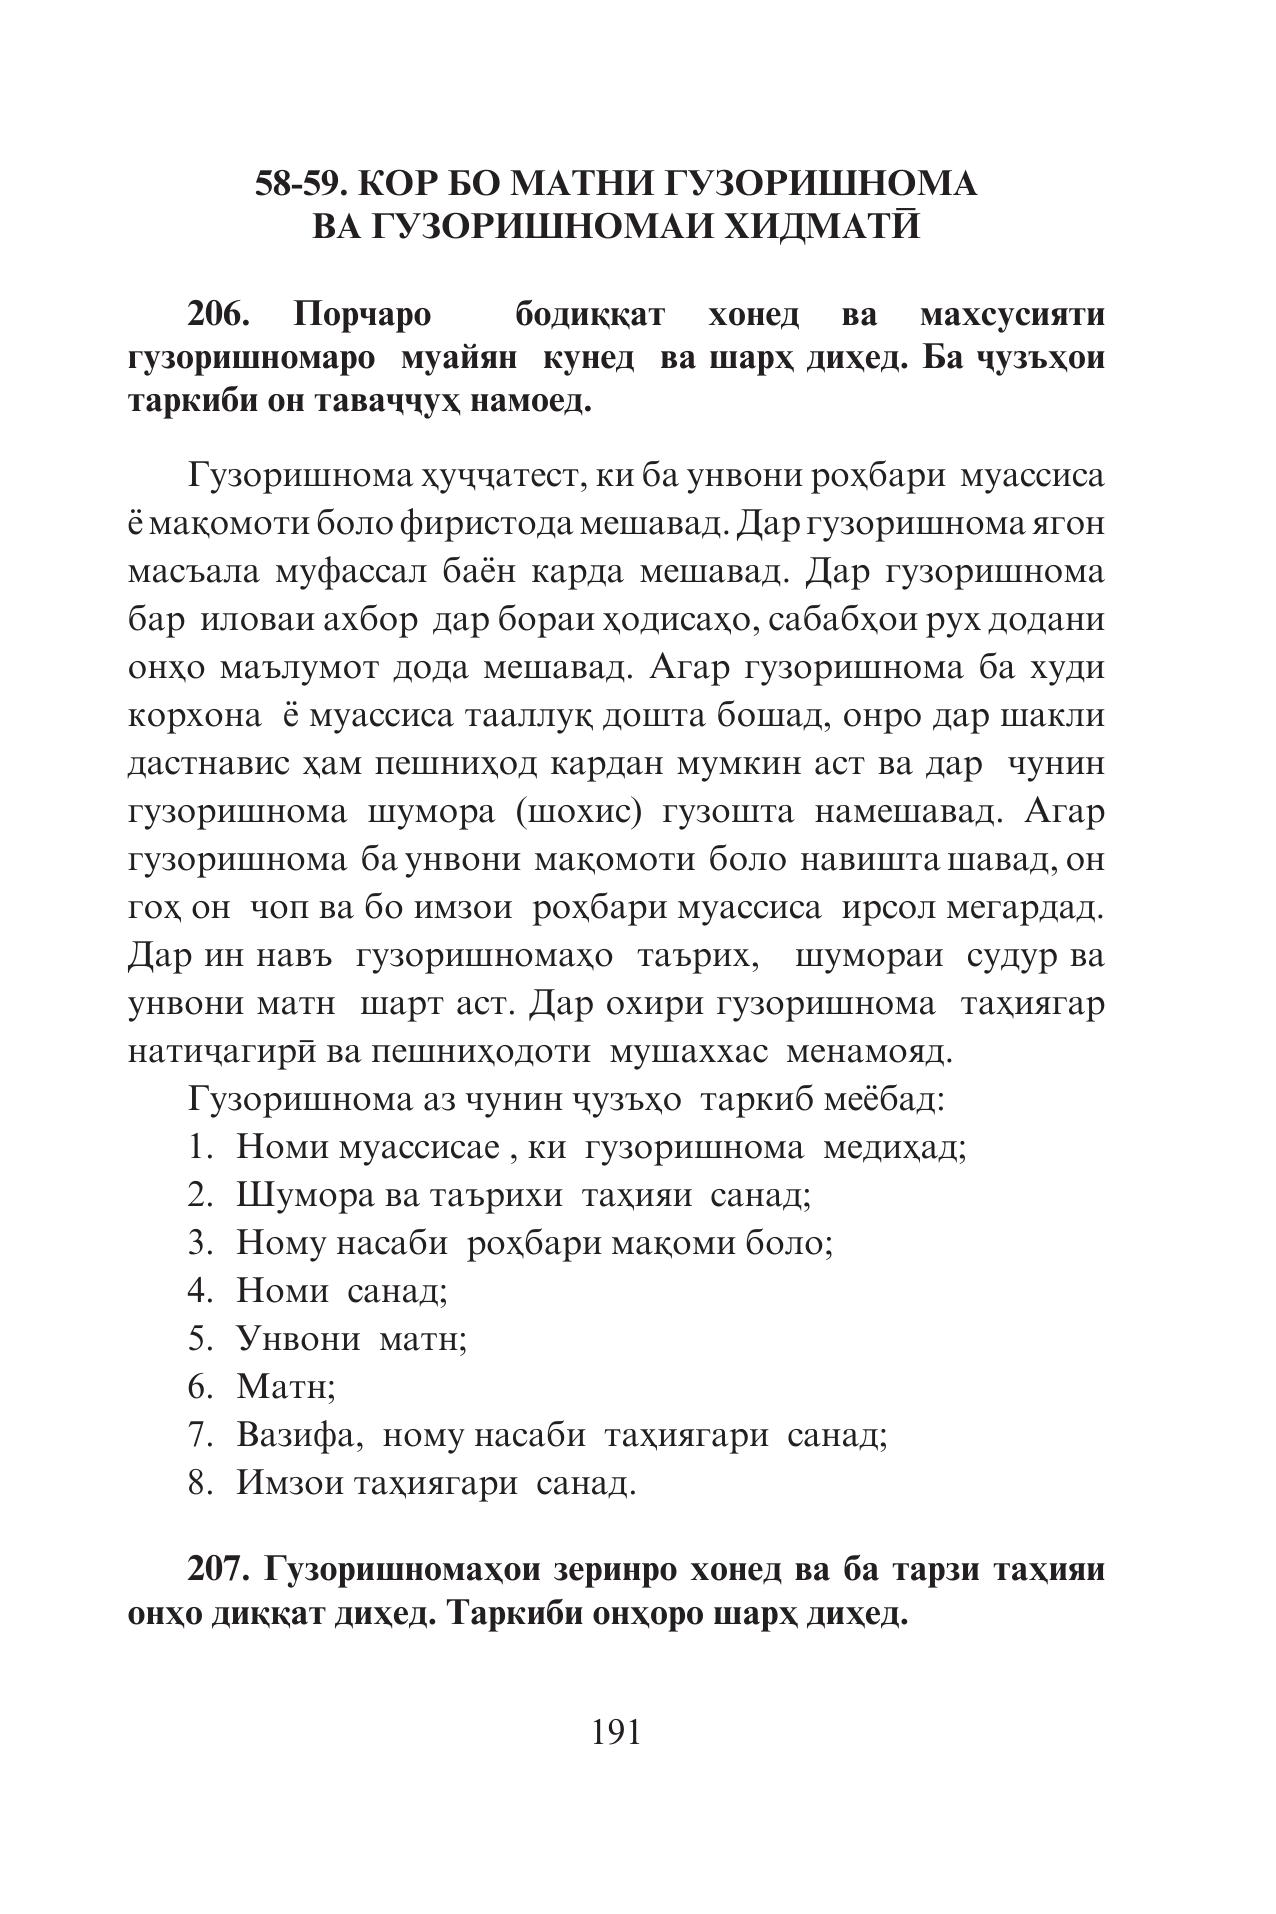 58-59. КОР БО МАТНИ ГУЗОРИШНОМА
ВА ГУЗОРИШНОМАИ ХИДМАТӢ
206. Порчаро бодиққат хонед ва махсусияти
гузоришномаро муайян кунед ва шарҳ диҳед. Ба ҷузъҳои
таркиби он таваҷҷуҳ намоед.
Гузоришнома ҳуҷҷатест, ки ба унвони роҳбари муассиса
ё мақомоти боло фиристода мешавад. Дар гузоришнома ягон
масъала муфассал баён карда мешавад. Дар гузоришнома
бар иловаи ахбор дар бораи ҳодисаҳо, сабабҳои рух додани
онҳо маълумот дода мешавад. Агар гузоришнома ба худи
корхона ё муассиса тааллуқ дошта бошад, онро дар шакли
дастнавис ҳам пешниҳод кардан мумкин аст ва дар чунин
гузоришнома шумора (шохис) гузошта намешавад. Агар
гузоришнома ба унвони мақомоти боло навишта шавад, он
гоҳ он чоп ва бо имзои роҳбари муассиса ирсол мегардад.
Дар ин навъ гузоришномаҳо таърих, шумораи судур ва
унвони матн шарт аст. Дар охири гузоришнома таҳиягар
натиҷагирӣ ва пешниҳодоти мушаххас менамояд.
Гузоришнома аз чунин ҷузъҳо таркиб меёбад:
1. Номи муассисае , ки гузоришнома медиҳад;
2. Шумора ва таърихи таҳияи санад;
3. Ному насаби роҳбари мақоми боло;
4. Номи санад;
5. Унвони матн;
6. Матн;
7. Вазифа, ному насаби таҳиягари санад;
8. Имзои таҳиягари санад.
207. Гузоришномаҳои зеринро хонед ва ба тарзи таҳияи
онҳо диққат диҳед. Таркиби онҳоро шарҳ диҳед.
191